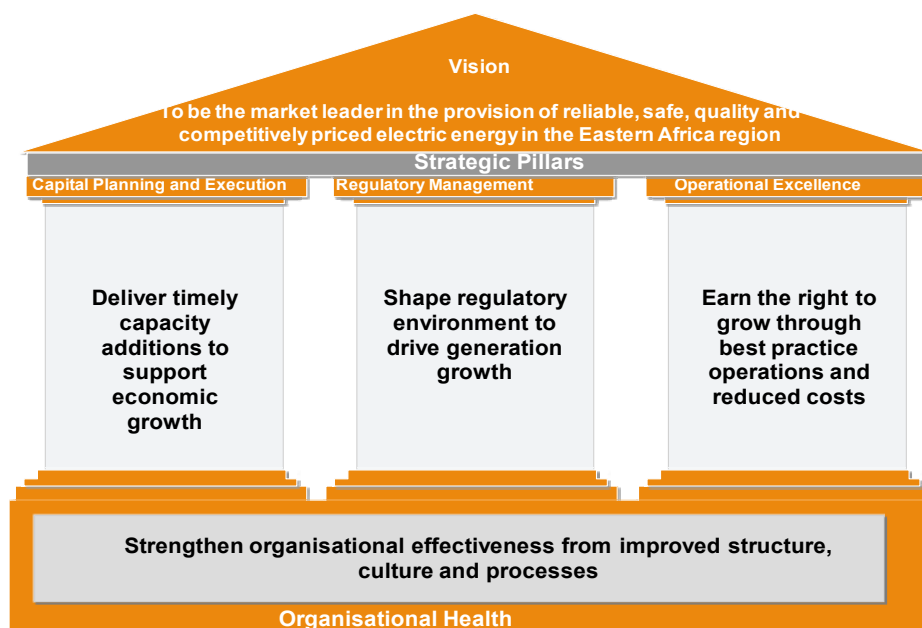 Vision
To be the market leader in the provision of reliable, safe, quality and
competitively priced electric energy in the Eastern Africa region
Strategic Pillars
Capital Planning and Execution
Regulatory Management
Operational Excellence
Deliver timely
capacity
additions to
support
economic
growth
Shape regulatory
environment to
drive generation
growth
Earn the right to
grow through
best practice
operations and
reduced costs
Strengthen organisational effectiveness from improved structure,
culture and processes
Organisational Health